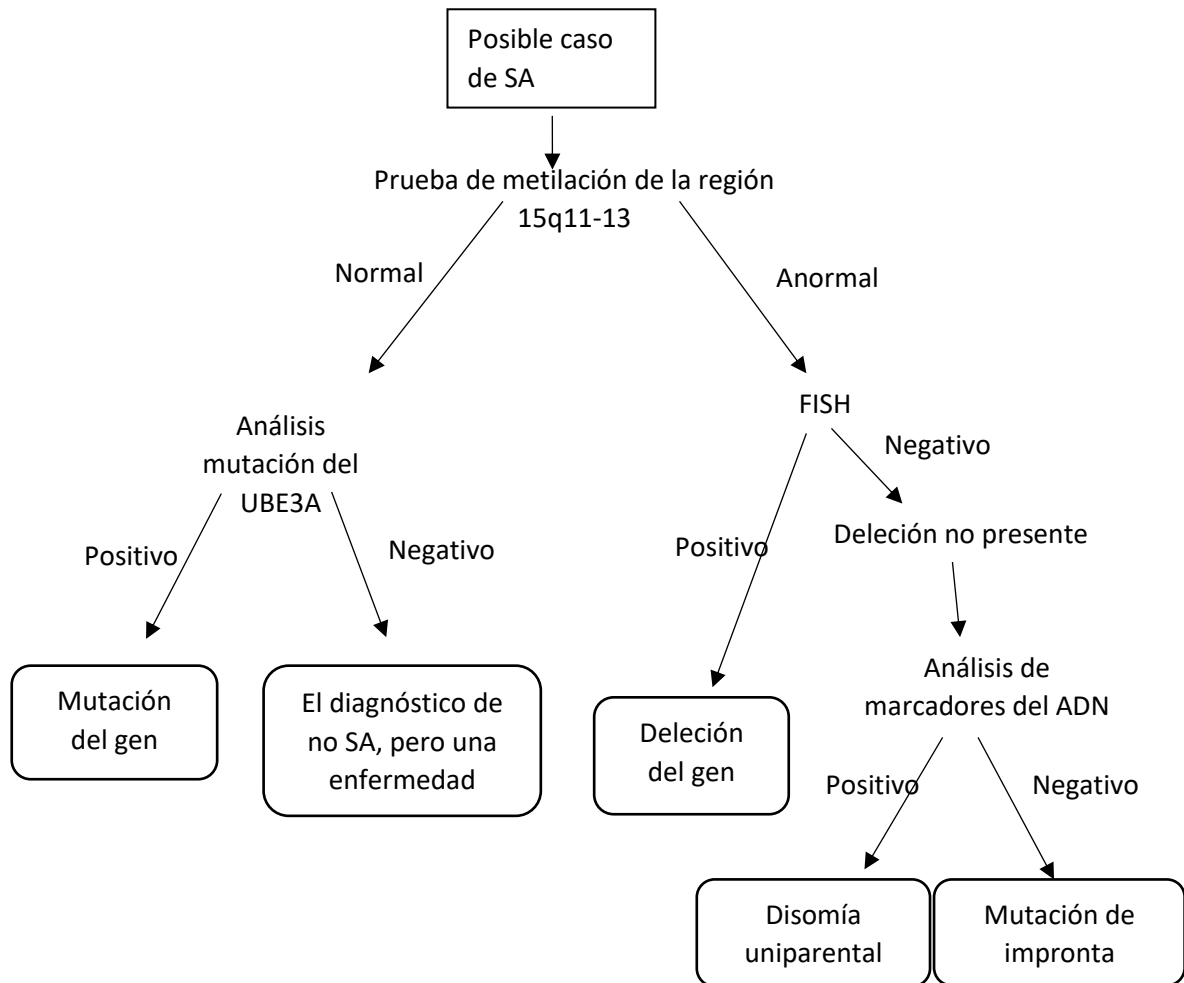 Posible caso
de SA
Prueba de metilación de la región
15q11-13
Normal
Anormal
Análisis
mutación del
UBE3A
FISH
Negativo
Positivo
Negativo
Positivo
Deleción no presente
Mutación
del gen
El diagnóstico de
no SA, pero una
enfermedad
Deleción
del gen
Análisis de
marcadores del ADN
Positivo
Negativo
Disomía
uniparental
Mutación de
impronta